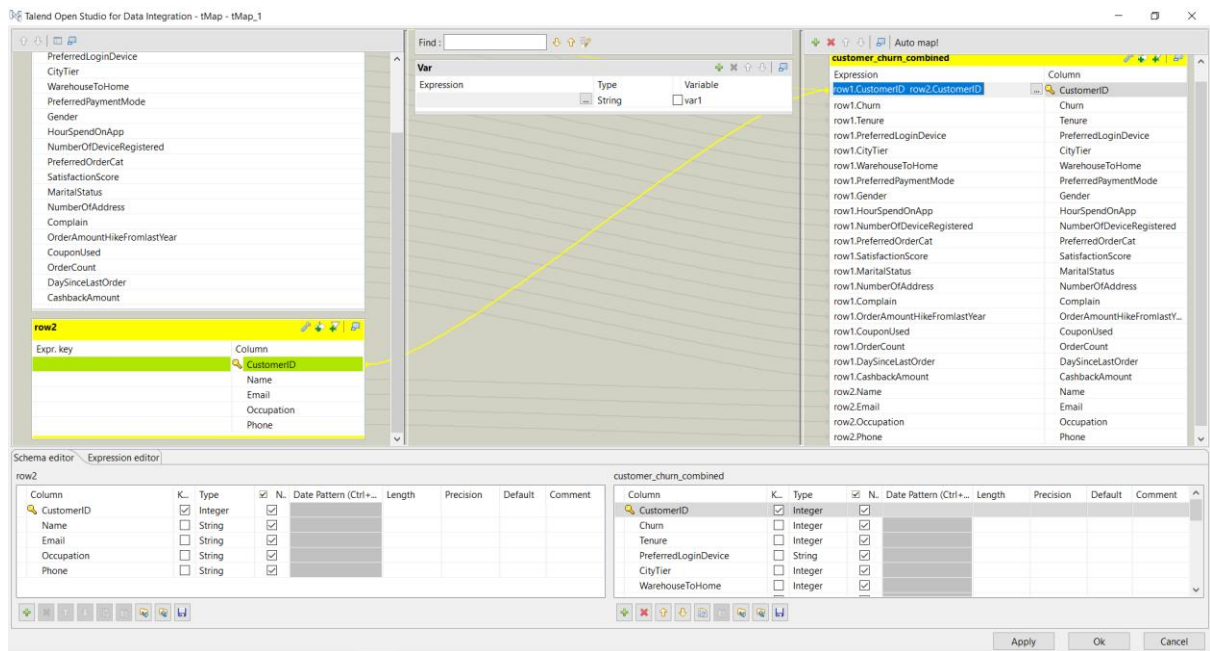 Talend Open Studio for Data Integration - tMap - tMap_1
PreferredLoginDevice
CityTier
WarehouseToHome
PreferredPaymentMode
Gender
HourSpendOnApp
NumberOfDeviceRegistered
PreferredOrderCat
SatisfactionScore
MaritalStatus
NumberOfAddress
Complain
OrderAmountHikeFromlastYear
CouponUsed
OrderCount
DaySinceLastOrder
CashbackAmount
row2
Expr. key Column
CustomerID
Name
Email
Occupation
Phone
Find :
Var
Expression Type Variable
... String var1
Auto map!
customer_churn_combined
Expression Column
row1.CustomerID row2.CustomerID ... CustomerID
row1.Churn Churn
row1.Tenure Tenure
row1.PreferredLoginDevice PreferredLoginDevice
row1.CityTier CityTier
row1.WarehouseToHome WarehouseToHome
row1.PreferredPaymentMode PreferredPaymentMode
row1.Gender Gender
row1.HourSpendOnApp HourSpendOnApp
row1.NumberOfDeviceRegistered NumberOfDeviceRegistered
row1.PreferredOrderCat PreferredOrderCat
row1.SatisfactionScore SatisfactionScore
row1.MaritalStatus MaritalStatus
row1.NumberOfAddress NumberOfAddress
row1.Complain Complain
row1.OrderAmountHikeFromlastYear OrderAmountHikeFromlastY...
row1.CouponUsed CouponUsed
row1.OrderCount OrderCount
row1.DaySinceLastOrder DaySinceLastOrder
row1.CashbackAmount CashbackAmount
row2.Name Name
row2.Email Email
row2.Occupation Occupation
row2.Phone Phone
Schema editor Expression editor
row2
Column K... Type N.. Date Pattern (Ctrl+... Length Precision Default Comment
CustomerID Integer
Name String
Email String
Occupation String
Phone String
customer_churn_combined
Column K... Type N.. Date Pattern (Ctrl+... Length Precision Default Comment
CustomerID Integer
Churn Integer
Tenure Integer
PreferredLoginDevice String
CityTier Integer
WarehouseToHome Integer
Apply Ok Cancel